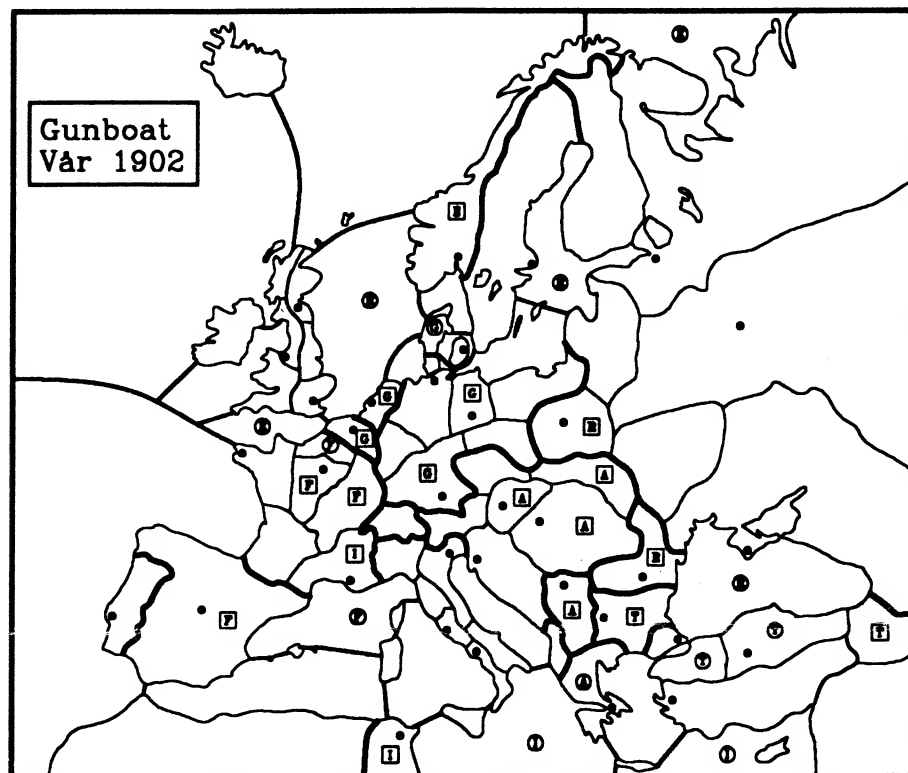 Gunboat
Vår 1902
E
E
E
G
G G
E F G R
G A
F F A
A
I R
R
F F A T T T
T
A
I I I